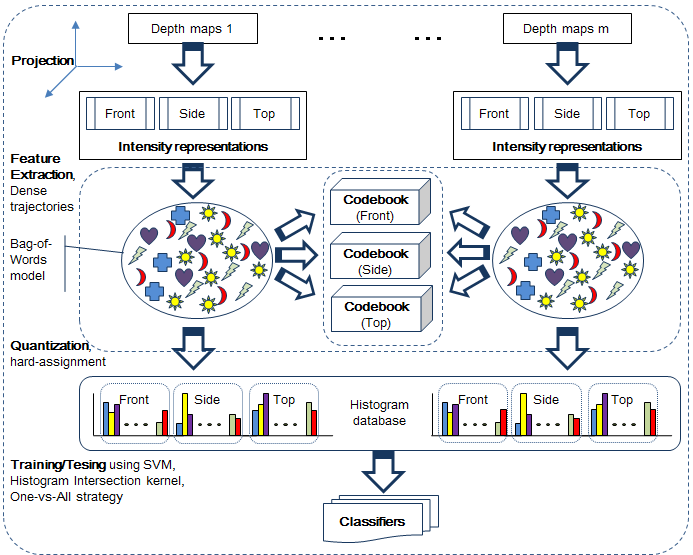 Depth maps 1
... ...
Depth maps m
Projection
Front Side Top
Intensity representations
Front Side Top
Intensity representations
Feature
Extraction,
Dense
trajectories
Bag-of-
Words
model
Codebook
(Front)
Codebook
(Side)
Codebook
(Top)
Quantization,
hard-assignment
Front Side Top
Histogram
database
Front Side Top
Training/Tesing using SVM,
Histogram Intersection kernel,
One-vs-All strategy
Classifiers